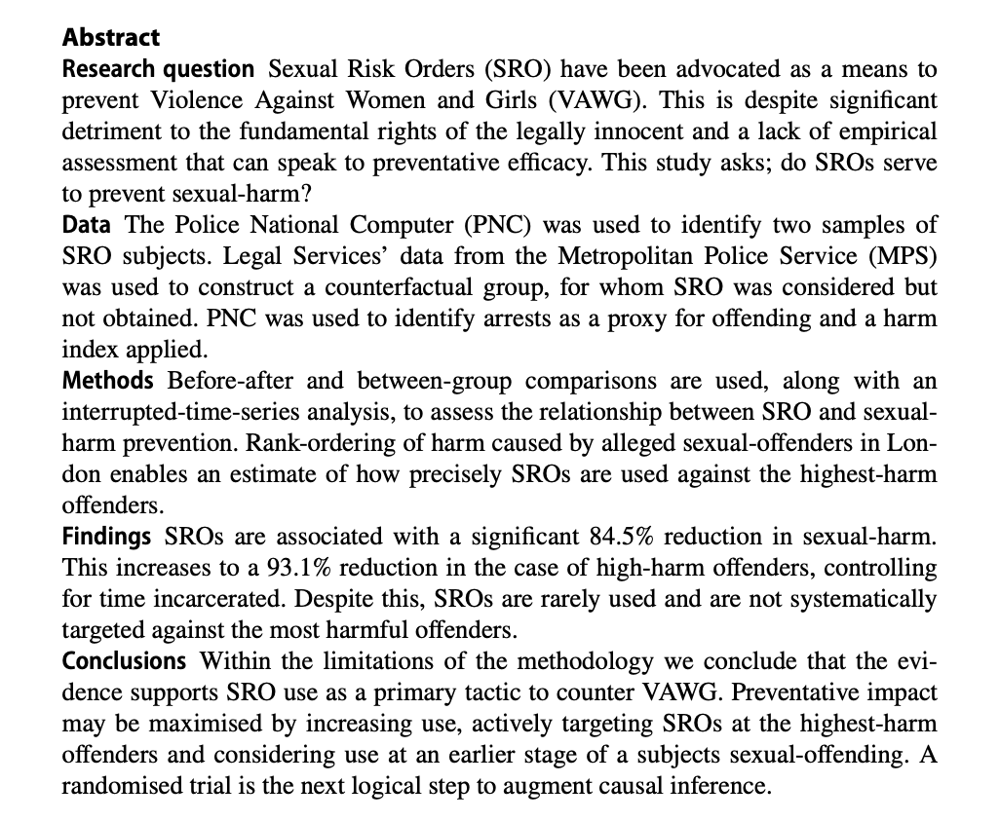 Abstract
Research question Sexual Risk Orders (SRO) have been advocated as a means to
prevent Violence Against Women and Girls (VAWG). This is despite significant
detriment to the fundamental rights of the legally innocent and a lack of empirical
assessment that can speak to preventative efficacy. This study asks; do SROs serve
to prevent sexual-harm?
Data The Police National Computer (PNC) was used to identify two samples of
SRO subjects. Legal Services’ data from the Metropolitan Police Service (MPS)
was used to construct a counterfactual group, for whom SRO was considered but
not obtained. PNC was used to identify arrests as a proxy for offending and a harm
index applied.
Methods Before-after and between-group comparisons are used, along with an
interrupted-time-series analysis, to assess the relationship between SRO and sexual-
harm prevention. Rank-ordering of harm caused by alleged sexual-offenders in Lon-
don enables an estimate of how precisely SROs are used against the highest-harm
offenders.
Findings SROs are associated with a significant 84.5% reduction in sexual-harm.
This increases to a 93.1% reduction in the case of high-harm offenders, controlling
for time incarcerated. Despite this, SROs are rarely used and are not systematically
targeted against the most harmful offenders.
Conclusions Within the limitations of the methodology we conclude that the evi-
dence supports SRO use as a primary tactic to counter VAWG. Preventative impact
may be maximised by increasing use, actively targeting SROs at the highest-harm
offenders and considering use at an earlier stage of a subjects sexual-offending. A
randomised trial is the next logical step to augment causal inference.